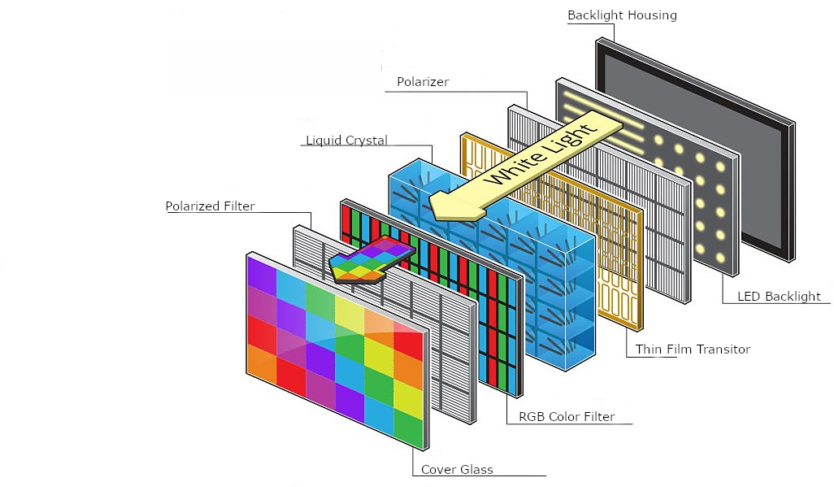 Backlight Housing
Polarizer
White Light
Liquid Crystal
Polarized Filter
LED Backlight
Thin Film Transitor
RGB Color Filter
Cover Glass